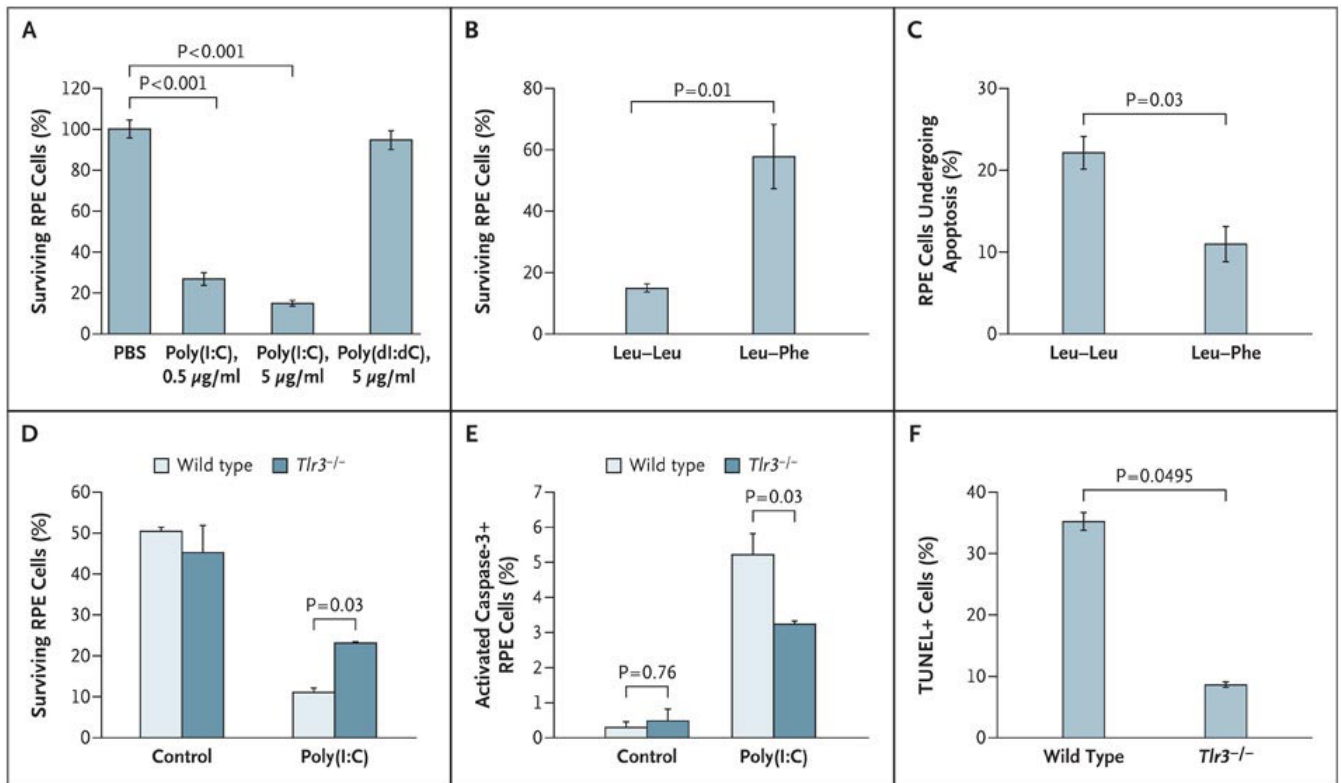 A
P<0.001
P<0.001
Surviving RPE Cells (%)
120
100
80
60
40
20
0
PBS
Poly(I:C), 0.5 µg/ml
Poly(I:C), 5 µg/ml
Poly(dI:dC), 5 µg/ml
B
P=0.01
Surviving RPE Cells (%)
80
60
40
20
0
Leu–Leu
Leu–Phe
C
P=0.03
RPE Cells Undergoing
Apoptosis (%)
30
20
10
0
Leu–Leu
Leu–Phe
D
Wild type
Tlr3⁻/⁻
Surviving RPE Cells (%)
60
50
40
30
20
10
0
P=0.03
Control
Poly(I:C)
E
Wild type
Tlr3⁻/⁻
Activated Caspase-3+
RPE Cells (%)
7
6
5
4
3
2
1
0
P=0.03
P=0.76
Control
Poly(I:C)
F
P=0.0495
TUNEL+ Cells (%)
40
30
20
10
0
Wild Type
Tlr3⁻/⁻